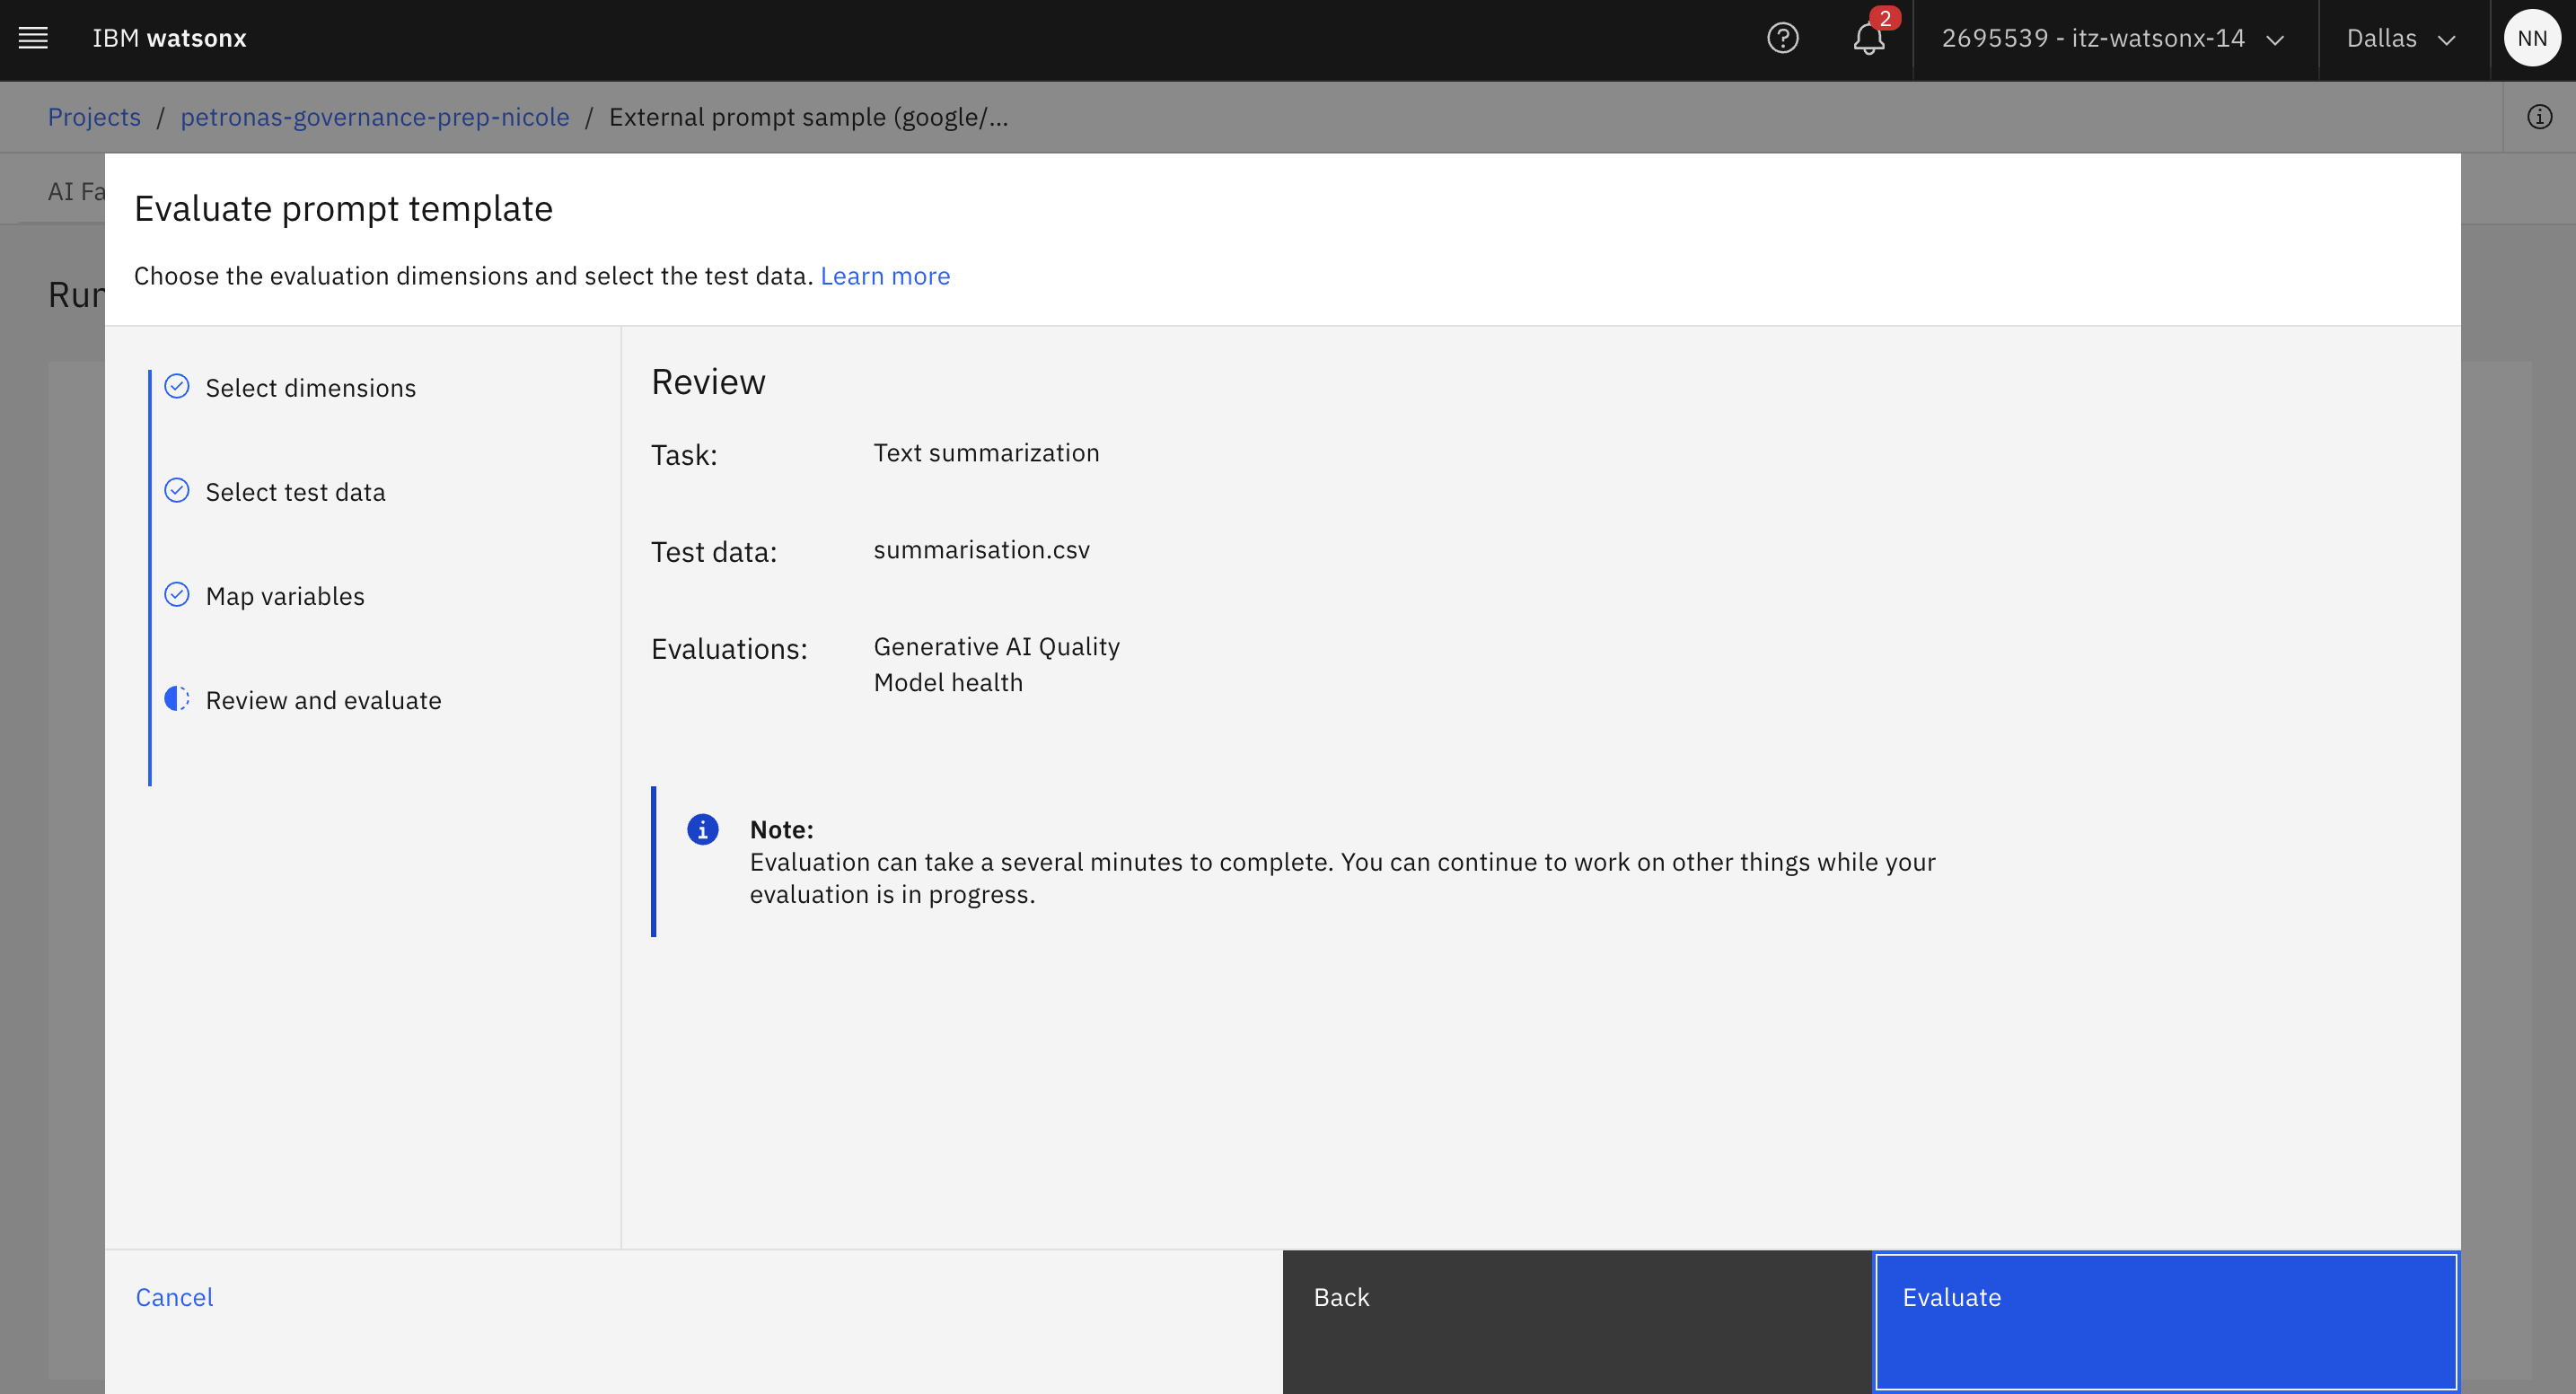 IBM watsonx
2
2695539 - itz-watsonx-14
Dallas
NN
Projects / petronas-governance-prep-nicole / External prompt sample (google/...
AI Fa
Evaluate prompt template
Choose the evaluation dimensions and select the test data. Learn more
Run
Select dimensions
Select test data
Map variables
Review and evaluate
Review
Task: Text summarization
Test data: summarisation.csv
Evaluations: Generative AI Quality
Model health
Note:
Evaluation can take a several minutes to complete. You can continue to work on other things while your
evaluation is in progress.
Cancel
Back
Evaluate